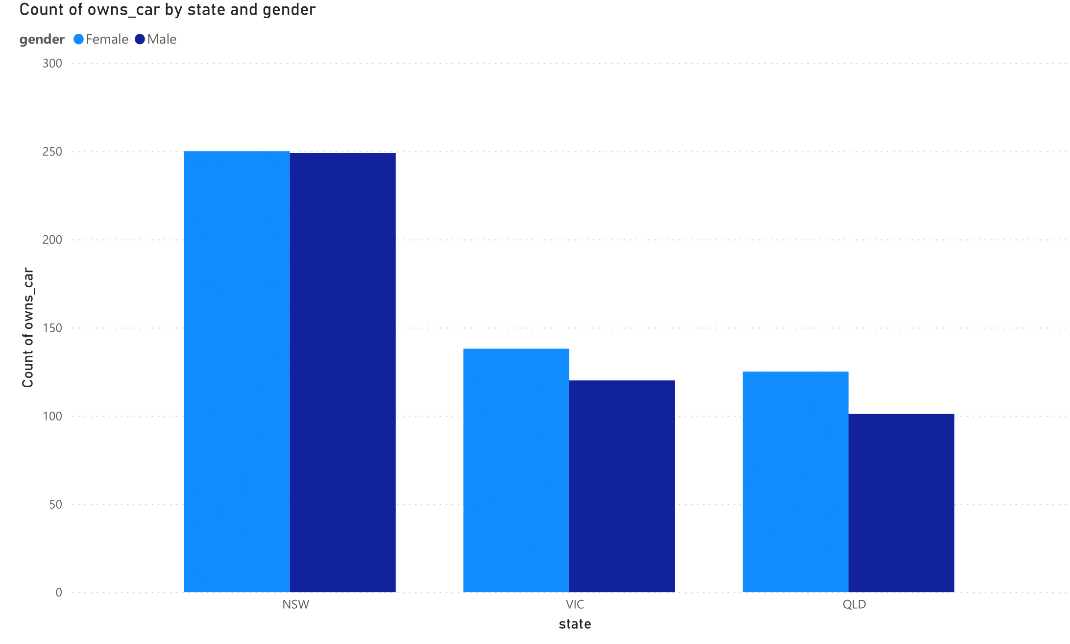 Count of owns_car by state and gender
gender Female Male
300
250
200
150
100
50
0
Count of owns_car
NSW VIC QLD
state